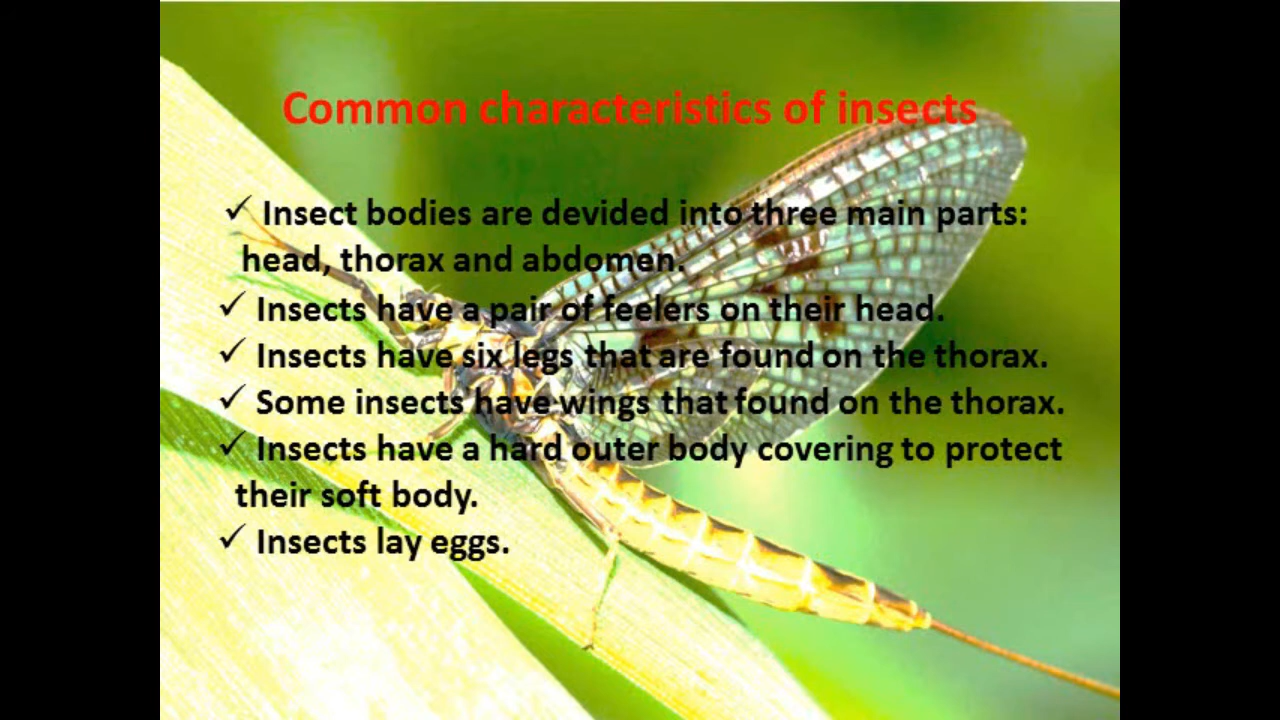 Common characteristics of insects
✓ Insect bodies are devided into three main parts:
head, thorax and abdomen.
✓ Insects have a pair of feelers on their head.
✓ Insects have six legs that are found on the thorax.
✓ Some insects have wings that found on the thorax.
✓ Insects have a hard outer body covering to protect
their soft body.
✓ Insects lay eggs.